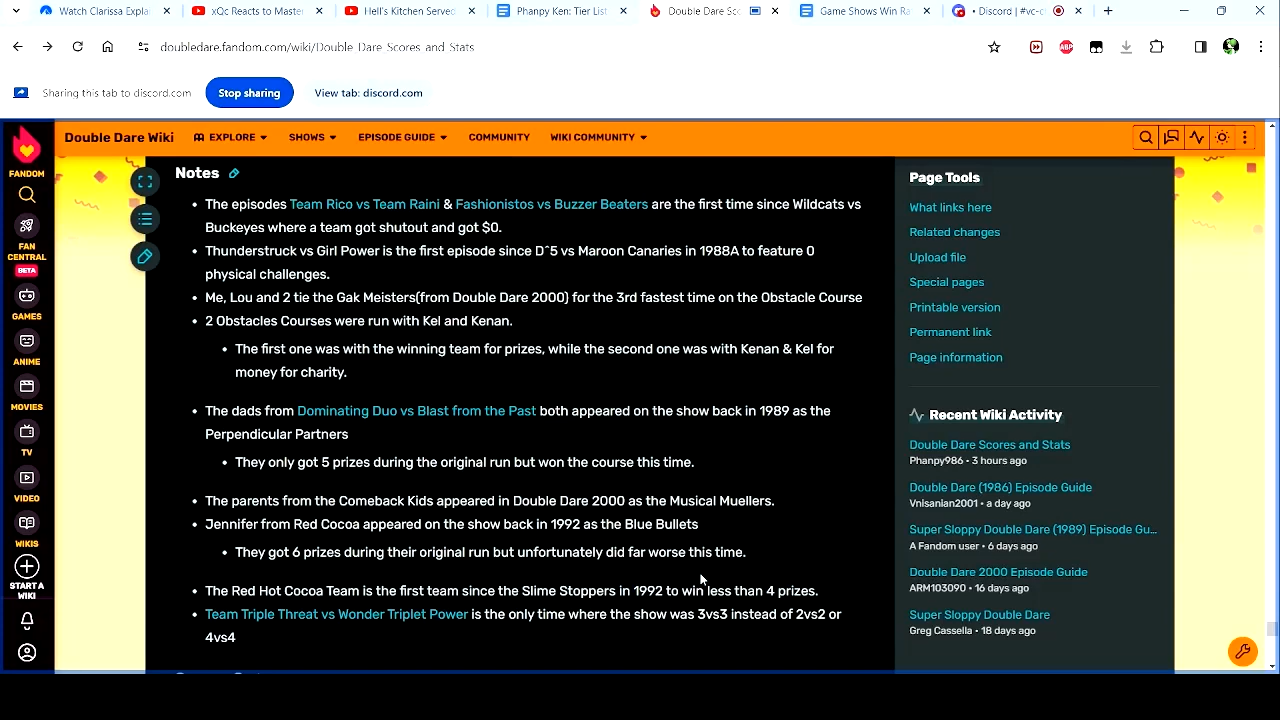 Watch Clarissa Expla
xQc Reacts to Master
Hell's Kitchen Served
Phanpy Ken: Tier List
Double Dare Sco
Game Shows Win Ra
• Discord | #vc-c
doubledare.fandom.com/wiki/Double_Dare_Scores_and_Stats
Sharing this tab to discord.com
Stop sharing
View tab: discord.com
Double Dare Wiki
EXPLORE
SHOWS
EPISODE GUIDE
COMMUNITY
WIKI COMMUNITY
FANDOM
FAN CENTRAL
BETA
GAMES
ANIME
MOVIES
TV
VIDEO
WIKIS
START A WIKI
Notes
• The episodes Team Rico vs Team Raini & Fashionistos vs Buzzer Beaters are the first time since Wildcats vs
Buckeyes where a team got shutout and got $0.
• Thunderstruck vs Girl Power is the first episode since D^5 vs Maroon Canaries in 1988A to feature 0
physical challenges.
• Me, Lou and 2 tie the Gak Meisters(from Double Dare 2000) for the 3rd fastest time on the Obstacle Course
• 2 Obstacles Courses were run with Kel and Kenan.
• The first one was with the winning team for prizes, while the second one was with Kenan & Kel for
money for charity.
• The dads from Dominating Duo vs Blast from the Past both appeared on the show back in 1989 as the
Perpendicular Partners
• They only got 5 prizes during the original run but won the course this time.
• The parents from the Comeback Kids appeared in Double Dare 2000 as the Musical Muellers.
• Jennifer from Red Cocoa appeared on the show back in 1992 as the Blue Bullets
• They got 6 prizes during their original run but unfortunately did far worse this time.
• The Red Hot Cocoa Team is the first team since the Slime Stoppers in 1992 to win less than 4 prizes.
• Team Triple Threat vs Wonder Triplet Power is the only time where the show was 3vs3 instead of 2vs2 or
4vs4
Page Tools
What links here
Related changes
Upload file
Special pages
Printable version
Permanent link
Page information
Recent Wiki Activity
Double Dare Scores and Stats
Phanpy986 • 3 hours ago
Double Dare (1986) Episode Guide
Vnisanian2001 • a day ago
Super Sloppy Double Dare (1989) Episode Gu...
A Fandom user • 6 days ago
Double Dare 2000 Episode Guide
ARM103090 • 16 days ago
Super Sloppy Double Dare
Greg Cassella • 18 days ago